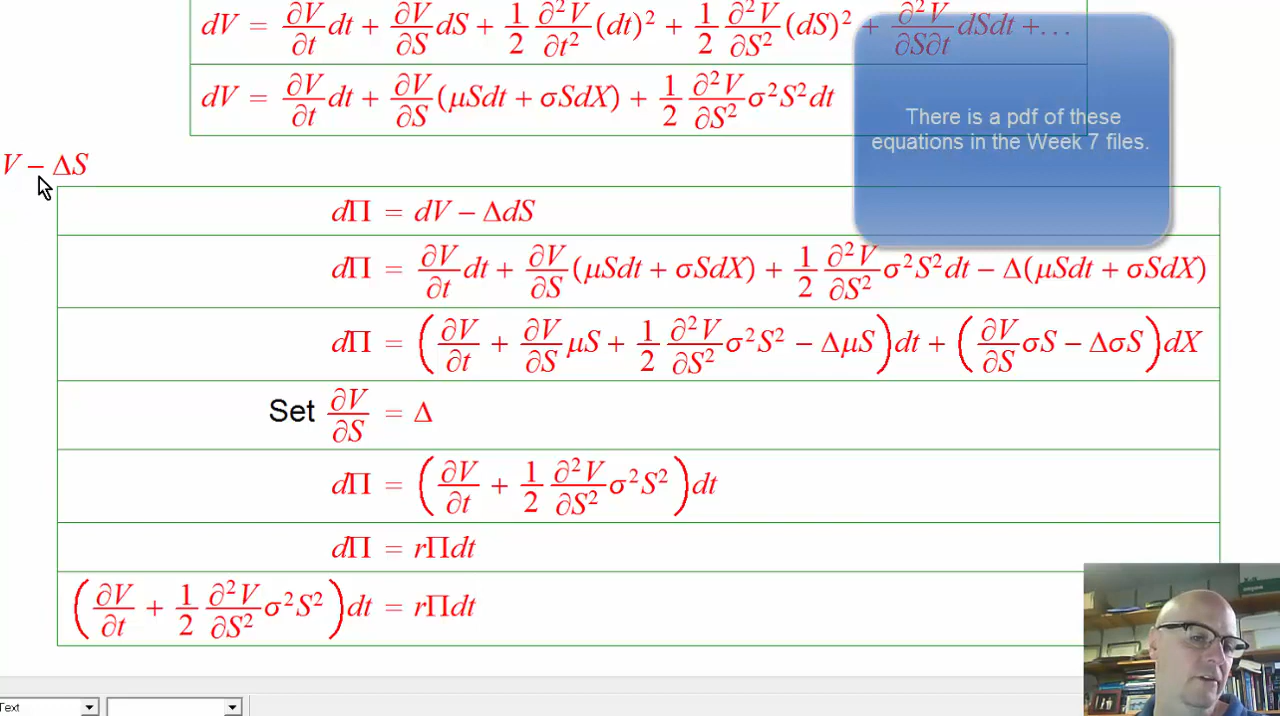 dV = ∂V/∂t dt + ∂V/∂S dS + 1/2 ∂²V/∂t² (dt)² + 1/2 ∂²V/∂S² (dS)² + ∂²V/∂S∂t dSdt + …
dV = ∂V/∂t dt + ∂V/∂S (μSdt + σSdX) + 1/2 ∂²V/∂S² σ²S²dt
There is a pdf of these
equations in the Week 7 files.
V − ΔS
dΠ = dV − ΔdS
dΠ = ∂V/∂t dt + ∂V/∂S (μSdt + σSdX) + 1/2 ∂²V/∂S² σ²S²dt − Δ(μSdt + σSdX)
dΠ = (∂V/∂t + ∂V/∂S μS + 1/2 ∂²V/∂S² σ²S² − ΔμS)dt + (∂V/∂S σS − ΔσS)dX
Set ∂V/∂S = Δ
dΠ = (∂V/∂t + 1/2 ∂²V/∂S² σ²S²)dt
dΠ = rΠdt
(∂V/∂t + 1/2 ∂²V/∂S² σ²S²)dt = rΠdt
Text